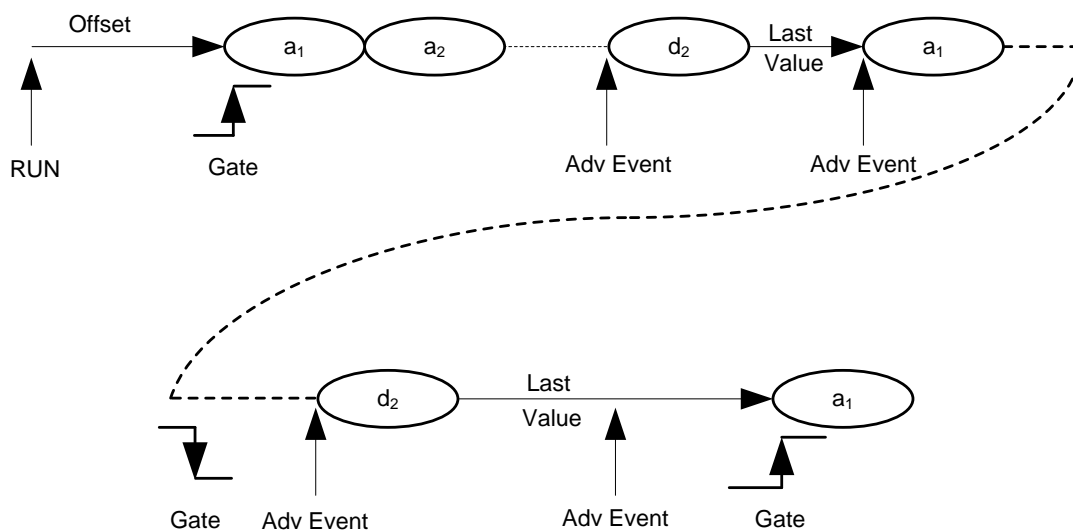 Offset
a1
a2
d2
Last
Value
a1
RUN
Gate
Adv Event
Adv Event
d2
Last
Value
a1
Gate
Adv Event
Adv Event
Gate